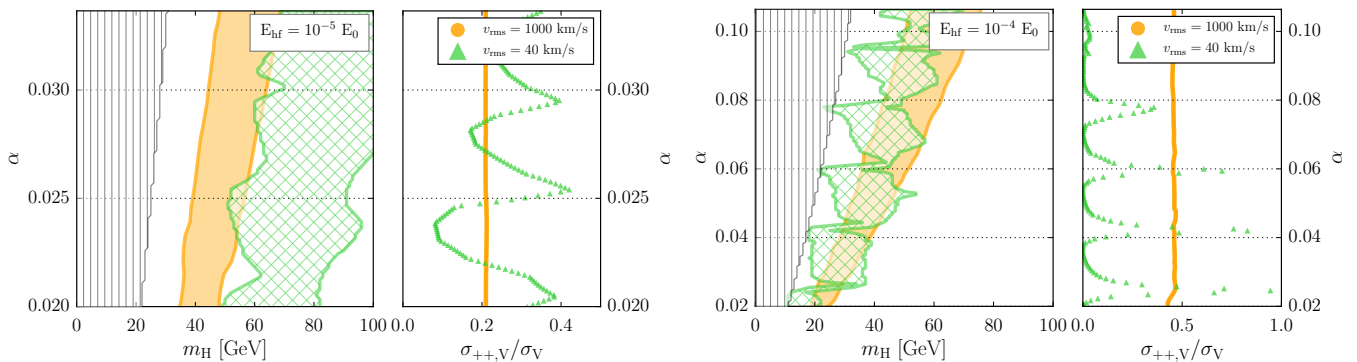 E_hf = 10^-5 E_0
v_rms = 1000 km/s
v_rms = 40 km/s
α
0.030
0.025
0.020
0 20 40 60 80 100
m_H [GeV]
0.0 0.2 0.4
σ_++,V/σ_V
0.030
0.025
0.020
α
E_hf = 10^-4 E_0
v_rms = 1000 km/s
v_rms = 40 km/s
α
0.10
0.08
0.06
0.04
0.02
0 20 40 60 80 100
m_H [GeV]
0.0 0.5 1.0
σ_++,V/σ_V
0.10
0.08
0.06
0.04
0.02
α